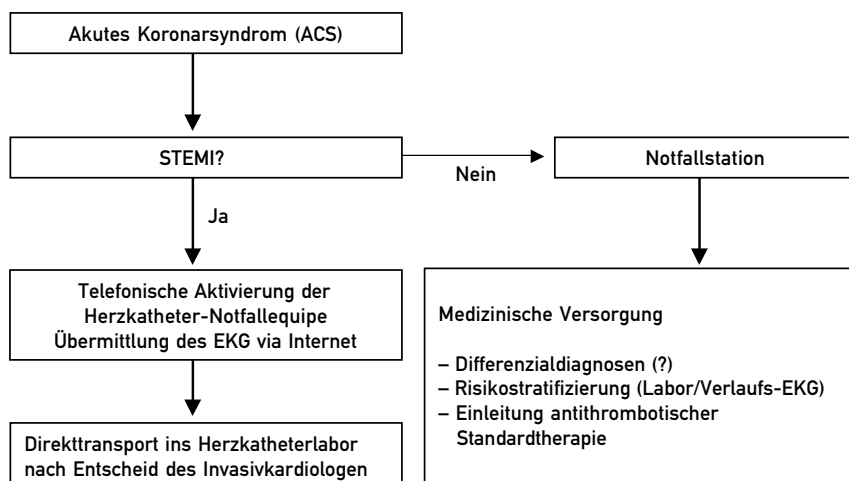 Akutes Koronarsyndrom (ACS)
STEMI?
Nein
Notfallstation
Ja
Telefonische Aktivierung der
Herzkatheter-Notfallequipe
Übermittlung des EKG via Internet
Direkttransport ins Herzkatheterlabor
nach Entscheid des Invasivkardiologen
Medizinische Versorgung
– Differenzialdiagnosen (?)
– Risikostratifizierung (Labor/Verlaufs-EKG)
– Einleitung antithrombotischer
Standardtherapie